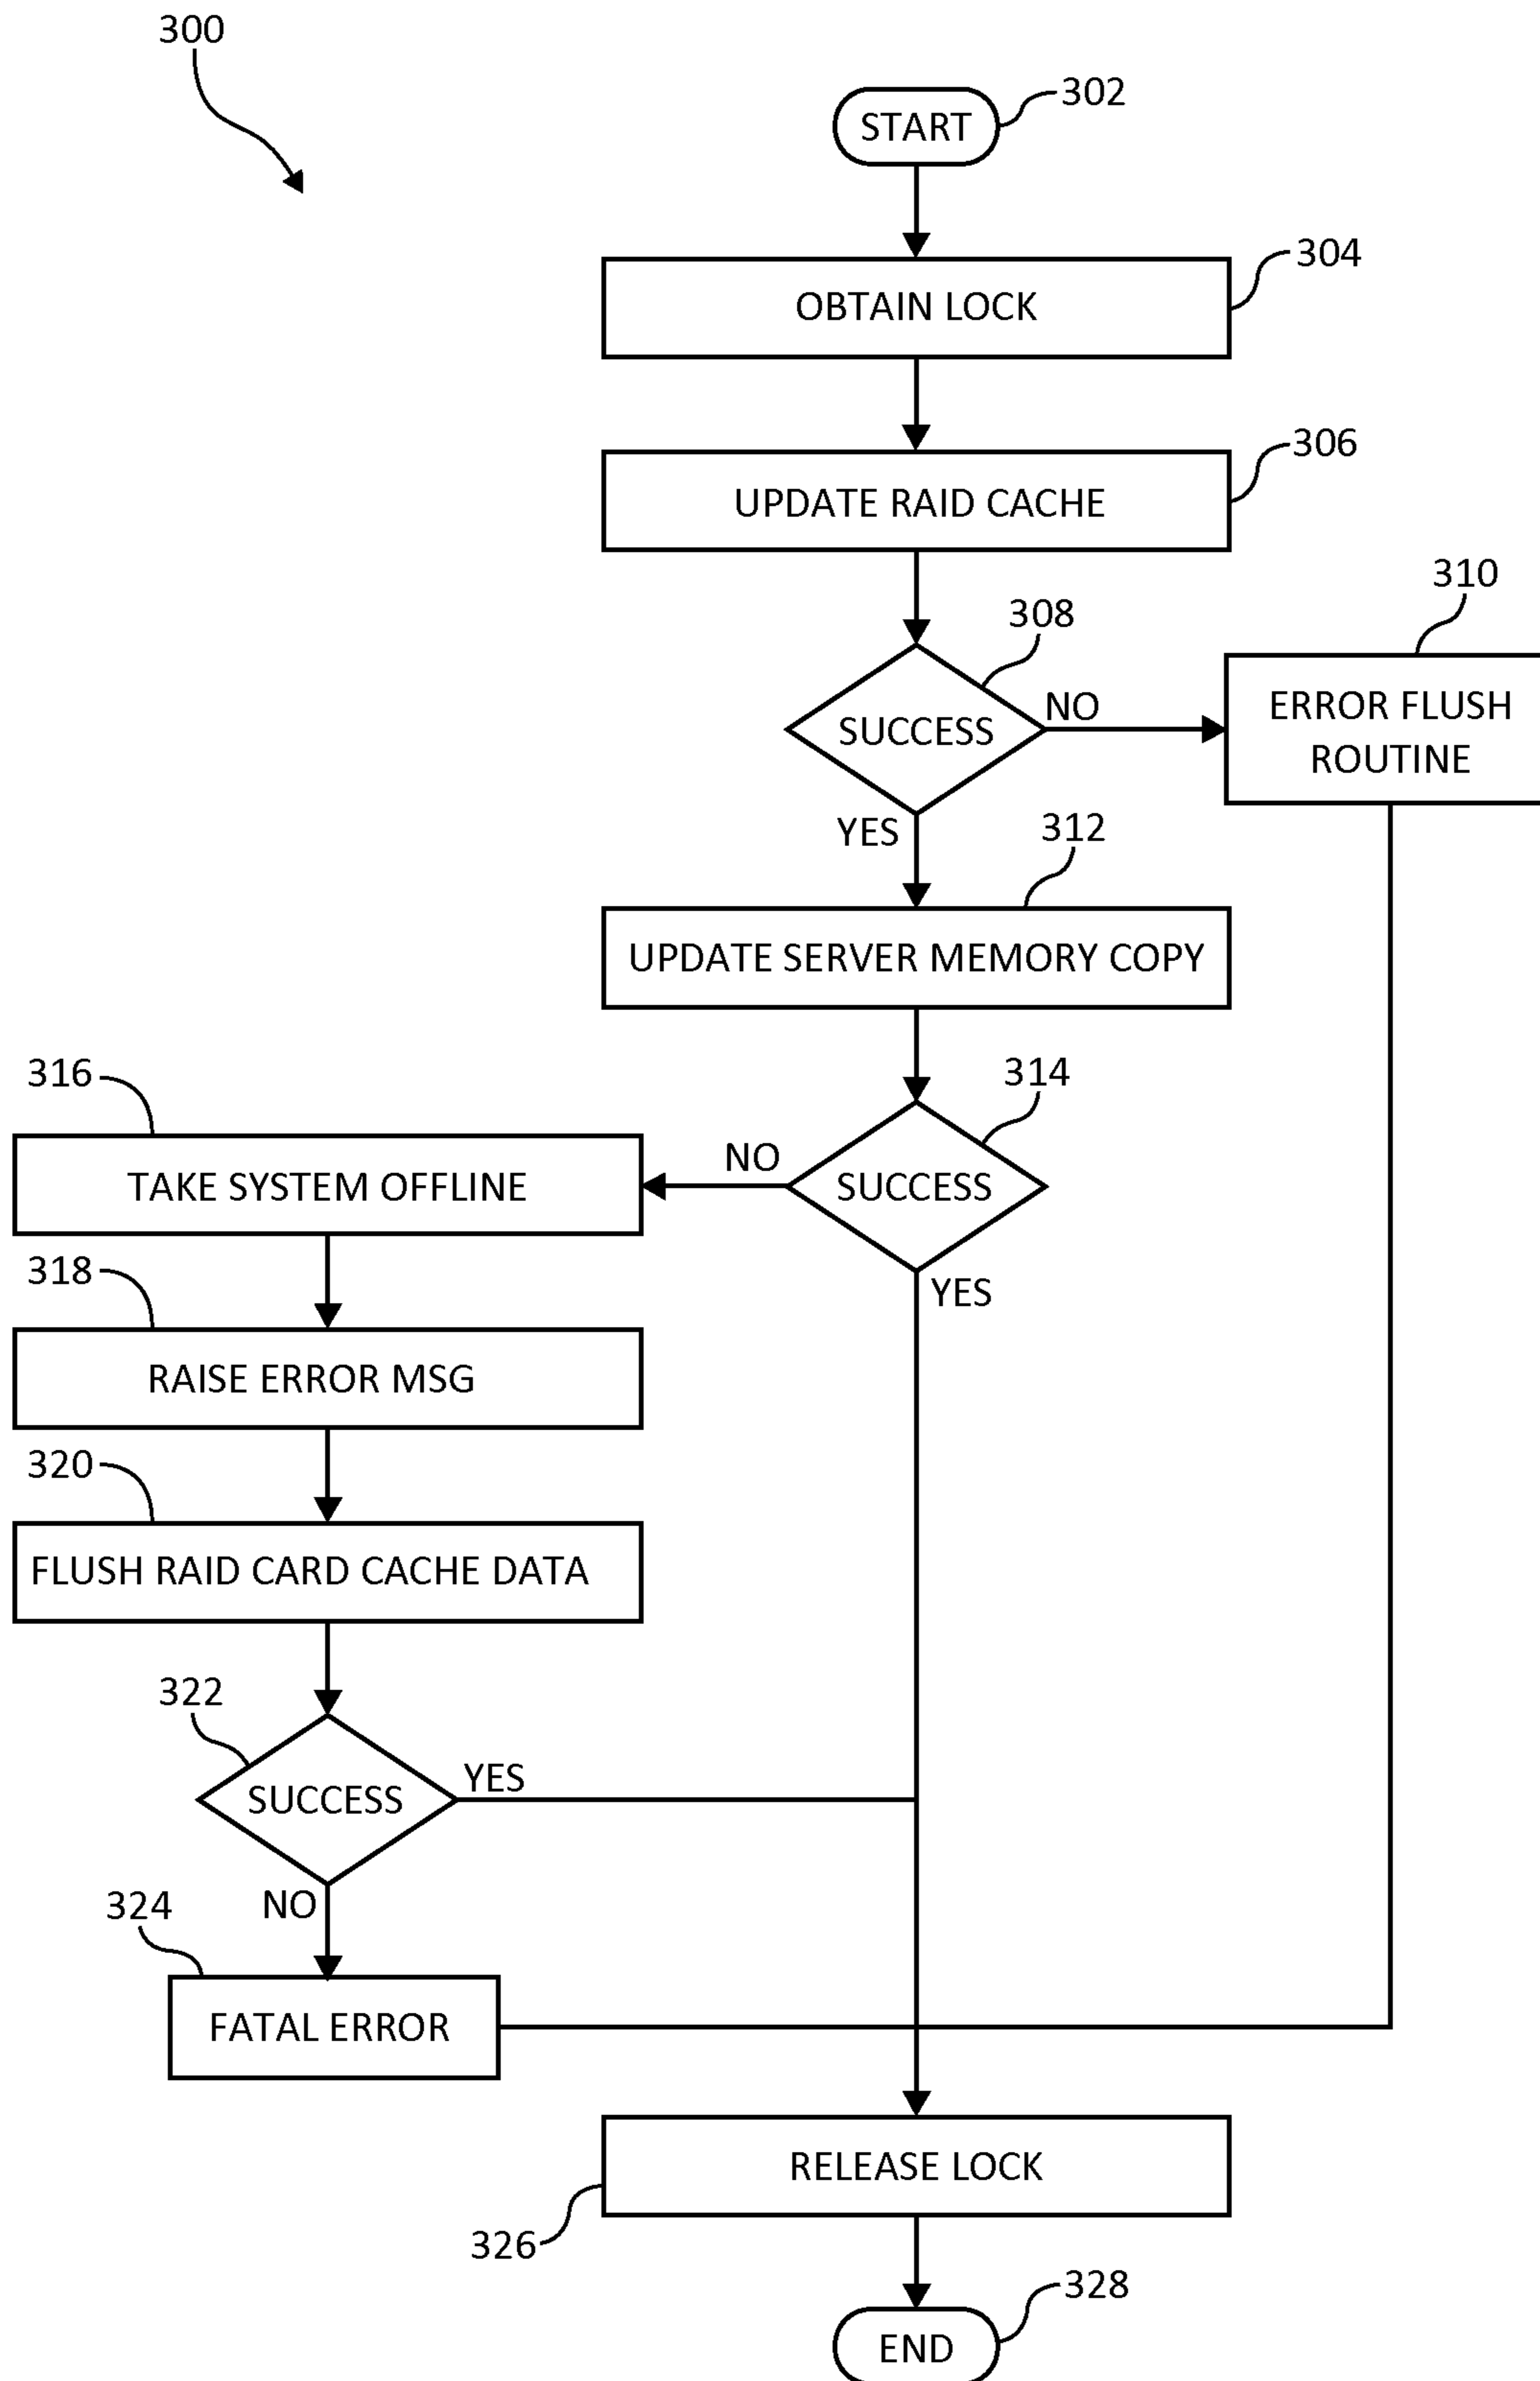 300
START
302
OBTAIN LOCK
304
UPDATE RAID CACHE
306
308
SUCCESS
NO
YES
310
ERROR FLUSH
ROUTINE
312
UPDATE SERVER MEMORY COPY
314
SUCCESS
NO
YES
316
TAKE SYSTEM OFFLINE
318
RAISE ERROR MSG
320
FLUSH RAID CARD CACHE DATA
322
SUCCESS
YES
NO
324
FATAL ERROR
RELEASE LOCK
326
328
END